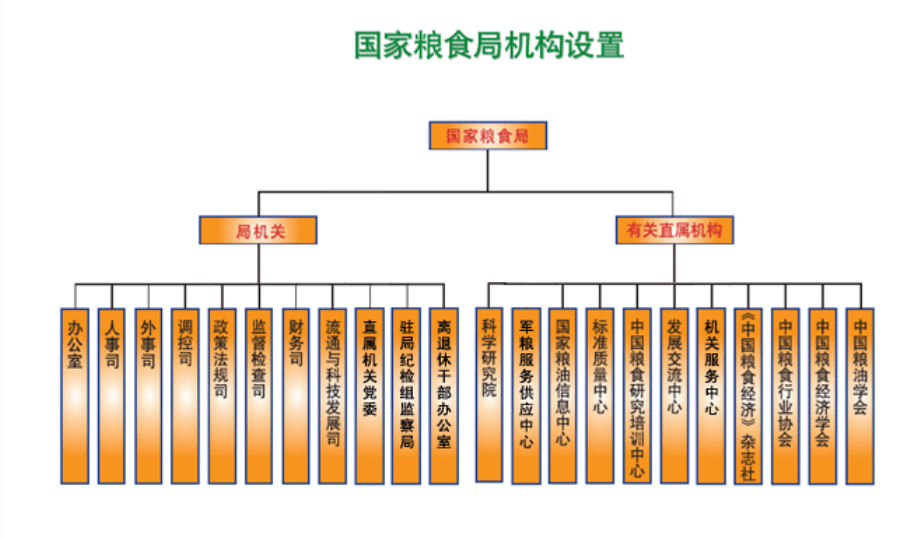 国家粮食局机构设置
国家粮食局
局机关
有关直属机构
办公室
人事司
外事司
调控司
政策法规司
监督检查司
财务司
流通与科技发展司
直属机关党委
驻局纪检组监察局
离退休干部办公室
科学研究院
军粮服务供应中心
国家粮油信息中心
标准质量中心
中国粮食研究培训中心
发展交流中心
机关服务中心
《中国粮食经济》杂志社
中国粮食行业协会
中国粮食经济学会
中国粮油学会